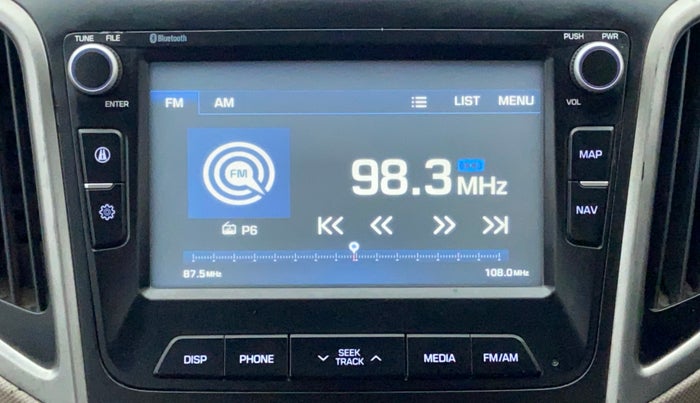 TUNE FILE
Bluetooth
PUSH PWR
ENTER
VOL
FM AM LIST MENU
FM
98.3 MHz
P6
87.5 MHz
108.0 MHz
MAP
NAV
DISP PHONE SEEK TRACK MEDIA FM/AM